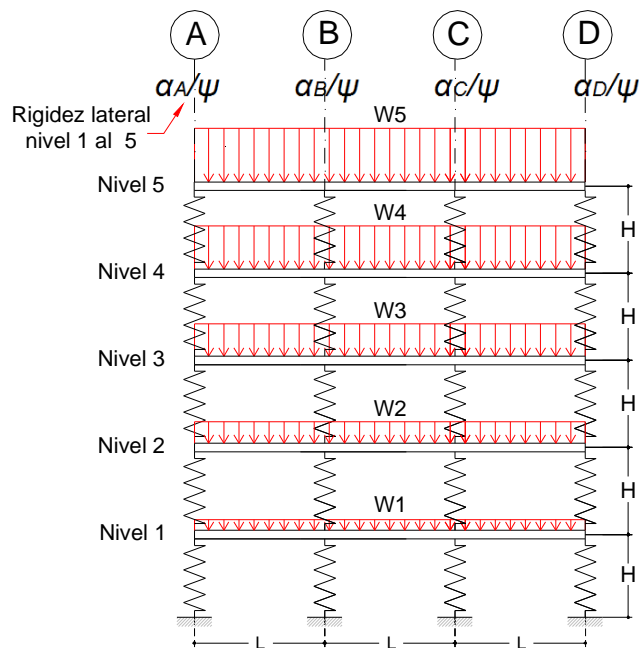 A B C D
αA/ψ αB/ψ αC/ψ αD/ψ
Rigidez lateral
nivel 1 al 5
W5
Nivel 5
W4
H
Nivel 4
W3
H
Nivel 3
W2
H
Nivel 2
W1
H
Nivel 1
H
L L L